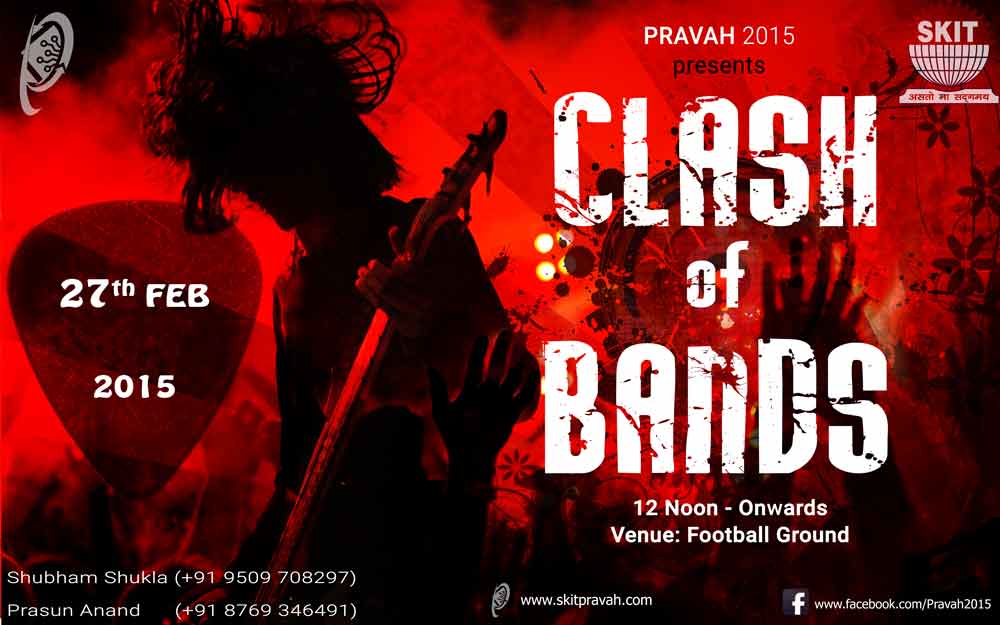 PRAVAH 2015
presents
SKIT
असतो मा सद्गमय
CLASH
of
BANDS
27th FEB
2015
12 Noon - Onwards
Venue: Football Ground
Shubham Shukla (+91 9509 708297)
Prasun Anand (+91 8769 346491)
www.skitpravah.com
f www.facebook.com/Pravah2015